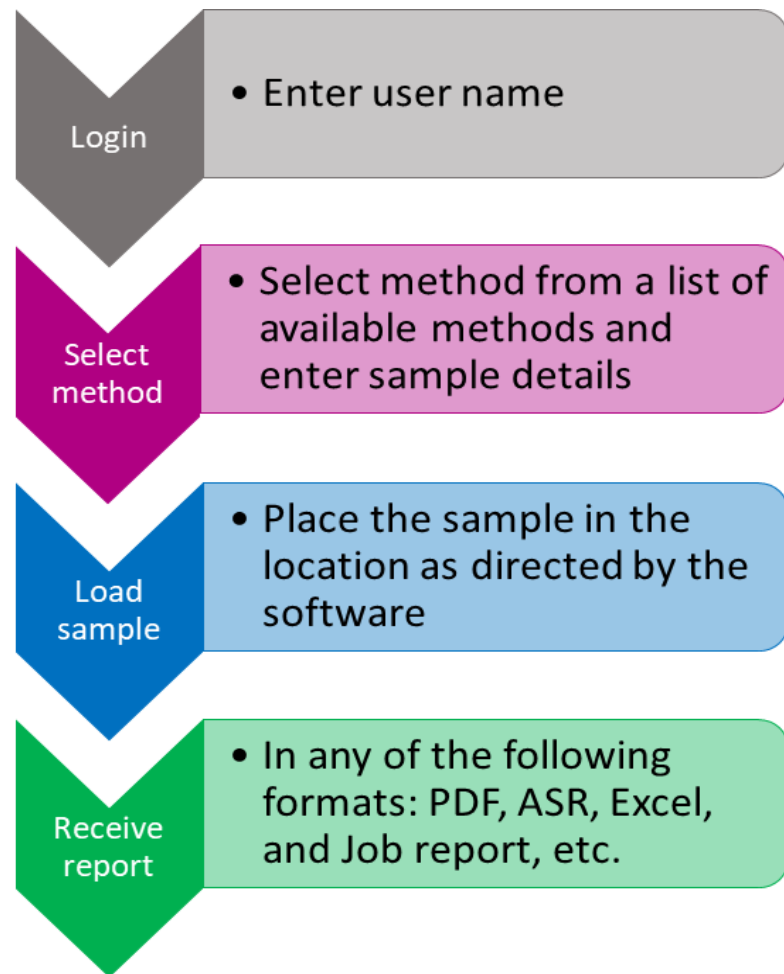 Login
• Enter user name
Select
method
• Select method from a list of
available methods and
enter sample details
Load
sample
• Place the sample in the
location as directed by the
software
Receive
report
• In any of the following
formats: PDF, ASR, Excel,
and Job report, etc.